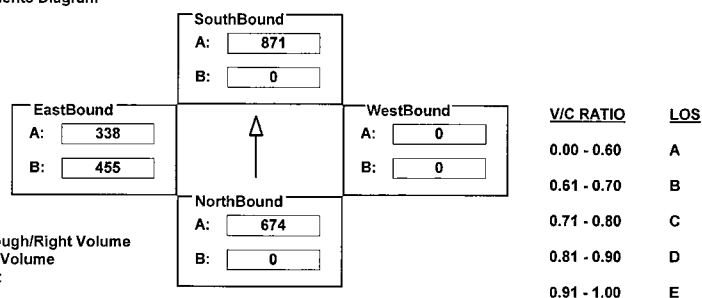 SouthBound
A: 871
B: 0
EastBound
A: 338
B: 455
WestBound
A: 0
B: 0
NorthBound
A: 674
B: 0
Volume
Volume
V/C RATIO LOS
0.00 - 0.60 A
0.61 - 0.70 B
0.71 - 0.80 C
0.81 - 0.90 D
0.91 - 1.00 E